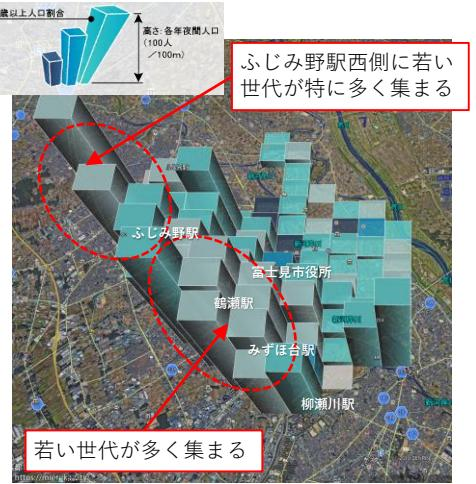 歳以上人口割合
高さ:各年夜間人口
(100人
／100m)
ふじみ野駅西側に若い
世代が特に多く集まる
ふじみ野駅
富士見市役所
鶴瀬駅
みずほ台駅
柳瀬川駅
若い世代が多く集まる